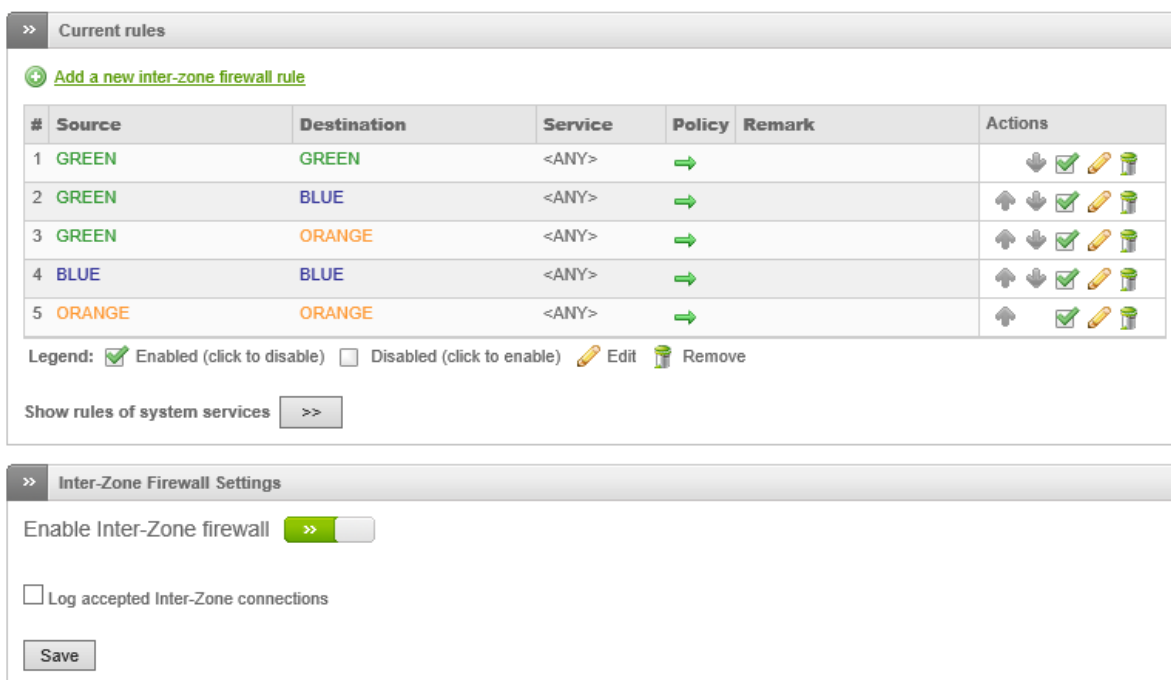 » Current rules
Add a new inter-zone firewall rule
# Source Destination Service Policy Remark Actions
1 GREEN GREEN <ANY>
2 GREEN BLUE <ANY>
3 GREEN ORANGE <ANY>
4 BLUE BLUE <ANY>
5 ORANGE ORANGE <ANY>
Legend: Enabled (click to disable) Disabled (click to enable) Edit Remove
Show rules of system services >>
» Inter-Zone Firewall Settings
Enable Inter-Zone firewall »
Log accepted Inter-Zone connections
Save